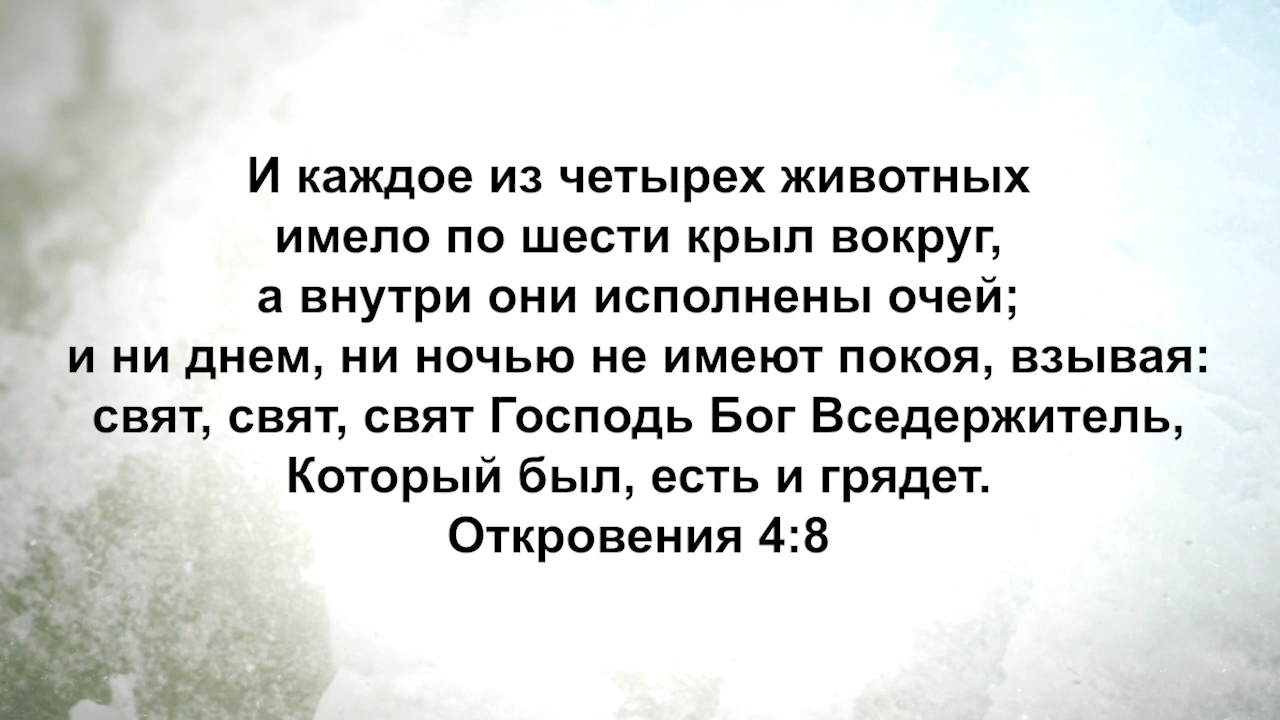 И каждое из четырех животных
имело по шести крыл вокруг,
а внутри они исполнены очей;
и ни днем, ни ночью не имеют покоя, взывая:
свят, свят, свят Господь Бог Вседержитель,
Который был, есть и грядет.
Откровения 4:8